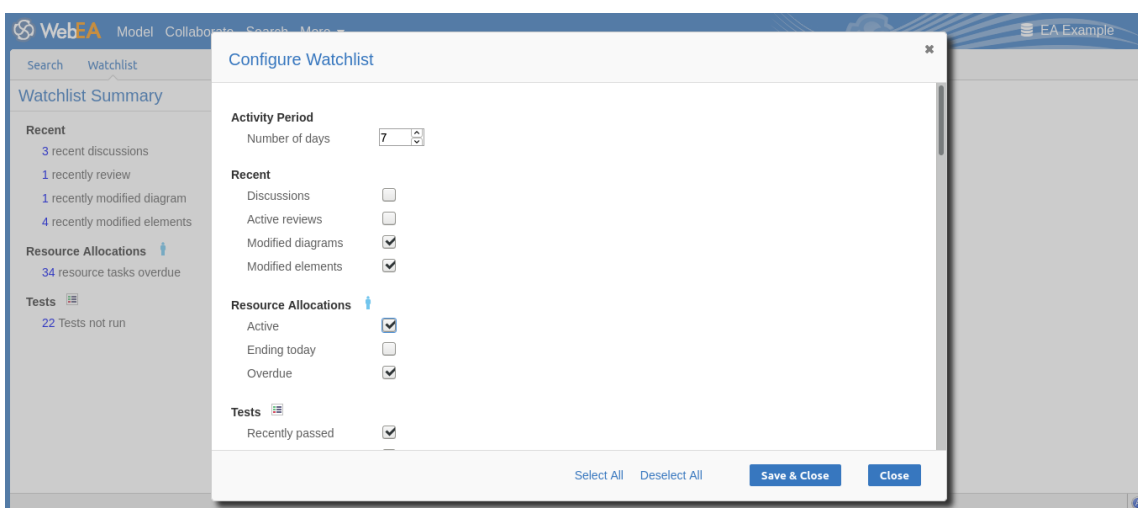 WebEA Model Collaborate Search More
EA Example
Search Watchlist
Watchlist Summary
Recent
3 recent discussions
1 recently review
1 recently modified diagram
4 recently modified elements
Resource Allocations
34 resource tasks overdue
Tests
22 Tests not run
Configure Watchlist
Activity Period
Number of days 7
Recent
Discussions
Active reviews
Modified diagrams
Modified elements
Resource Allocations
Active
Ending today
Overdue
Tests
Recently passed
Select All Deselect All Save & Close Close